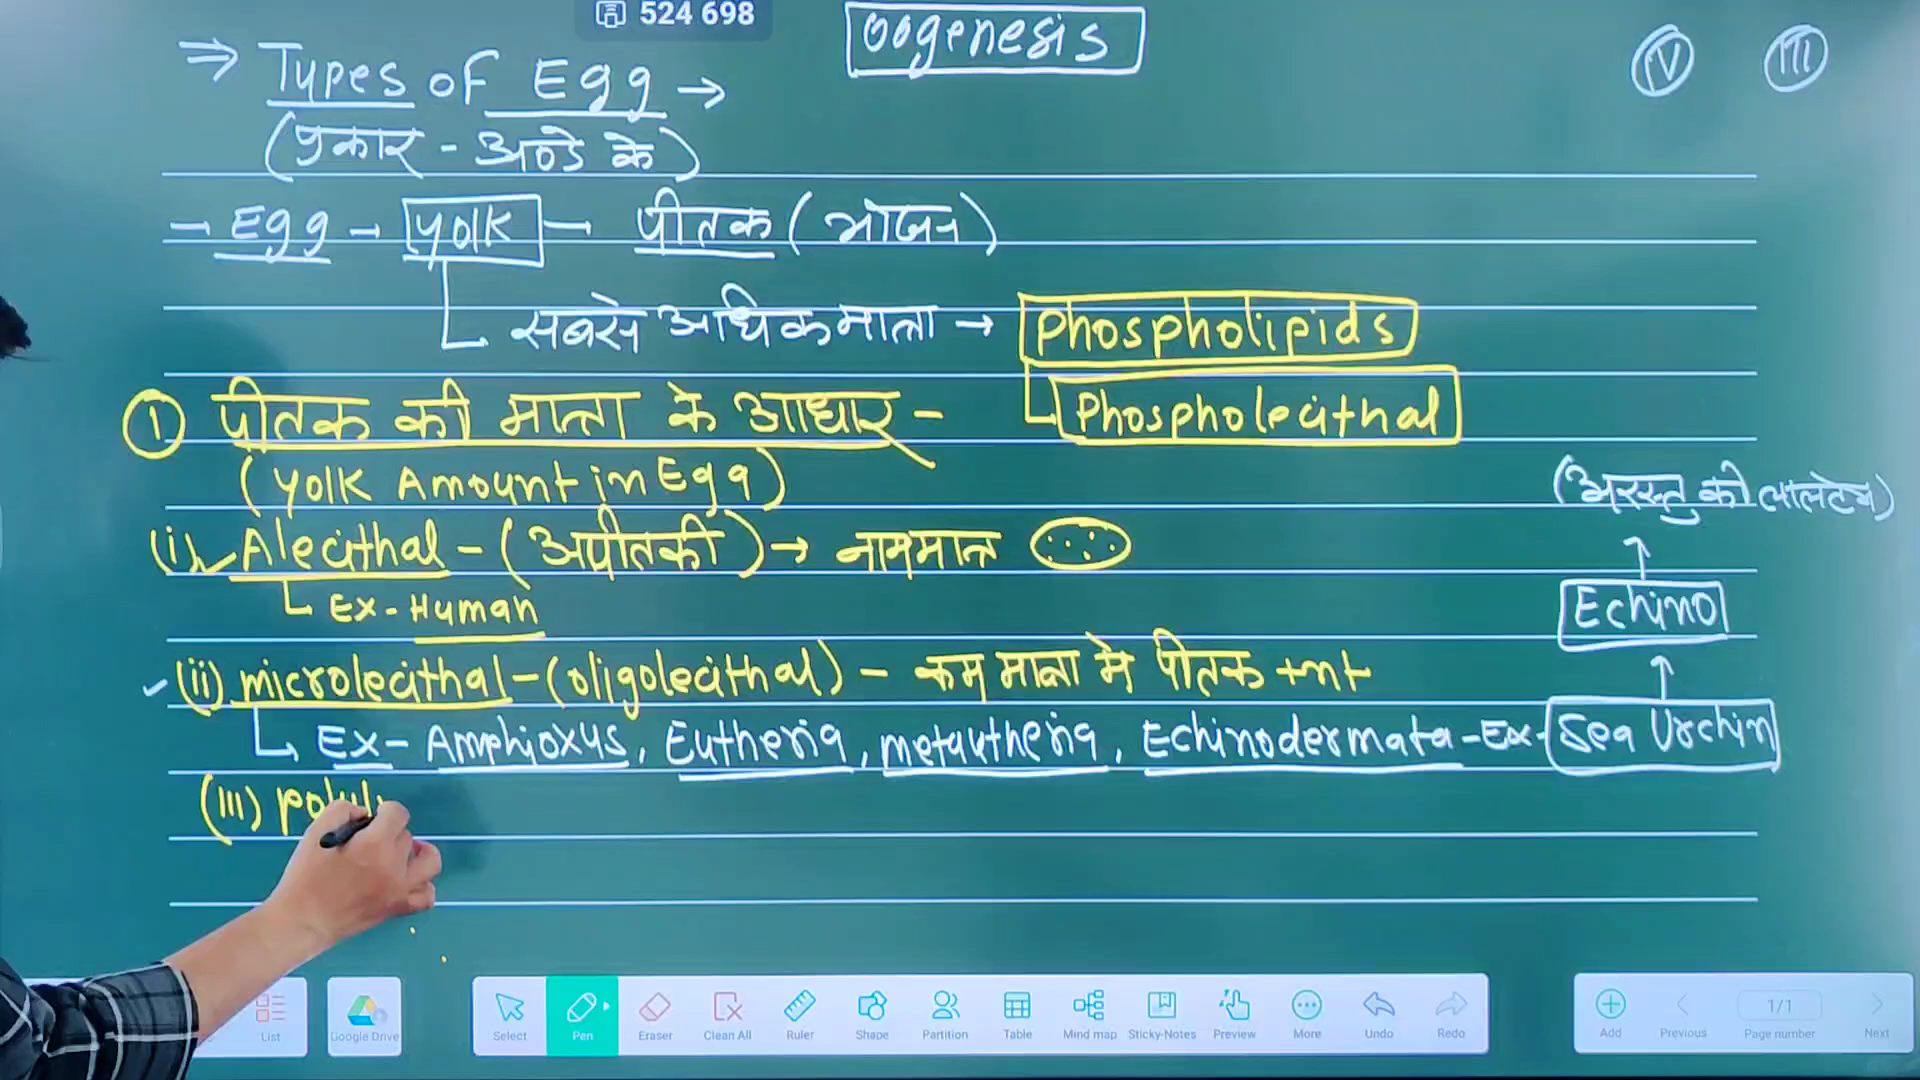 524 698
Oogenesis
IV III
⇒ Types of Egg →
(प्रकार - अण्डे के)
→ Egg → Yolk → पीतक (भोजन)
सबसे अधिक मात्रा → Phospholipids
Phospholecithal
① पीतक की मात्रा के आधार -
(Yolk Amount in Egg)
(अरस्तु की लालटेन)
(i) Alecithal - (अपीतकी) → नाममात्र
Ex - Human
Echino
(ii) microlecithal - (oligolecithal) - कम मात्रा मे पीतक +nt
Ex - Amphioxus, Eutheria, metautheria, Echinodermata - Ex - Sea Urchin
(III)
List Google Drive Select Pen Eraser Clean All Ruler Shape Partition Table Mind map Sticky-Notes Preview More Undo Redo Add Previous 1/1 Page number Next